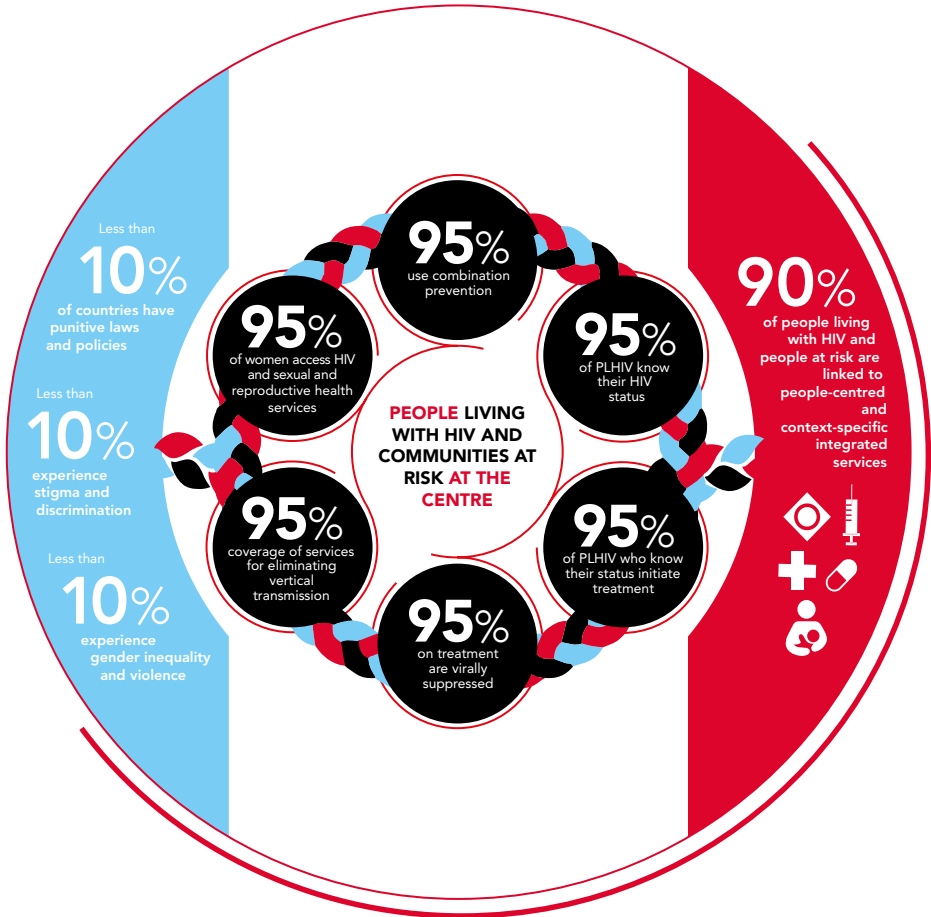 Less than
10%
of countries have
punitive laws
and policies
Less than
10%
experience
stigma and
discrimination
Less than
10%
experience
gender inequality
and violence
95%
use combination
prevention
95%
of PLHIV know
their HIV
status
95%
of PLHIV who know
their status initiate
treatment
95%
on treatment
are virally
suppressed
95%
coverage of services
for eliminating
vertical
transmission
95%
of women access HIV
and sexual and
reproductive health
services
PEOPLE LIVING
WITH HIV AND
COMMUNITIES AT
RISK AT THE
CENTRE
90%
of people living
with HIV and
people at risk are
linked to
people-centred
and
context-specific
integrated
services